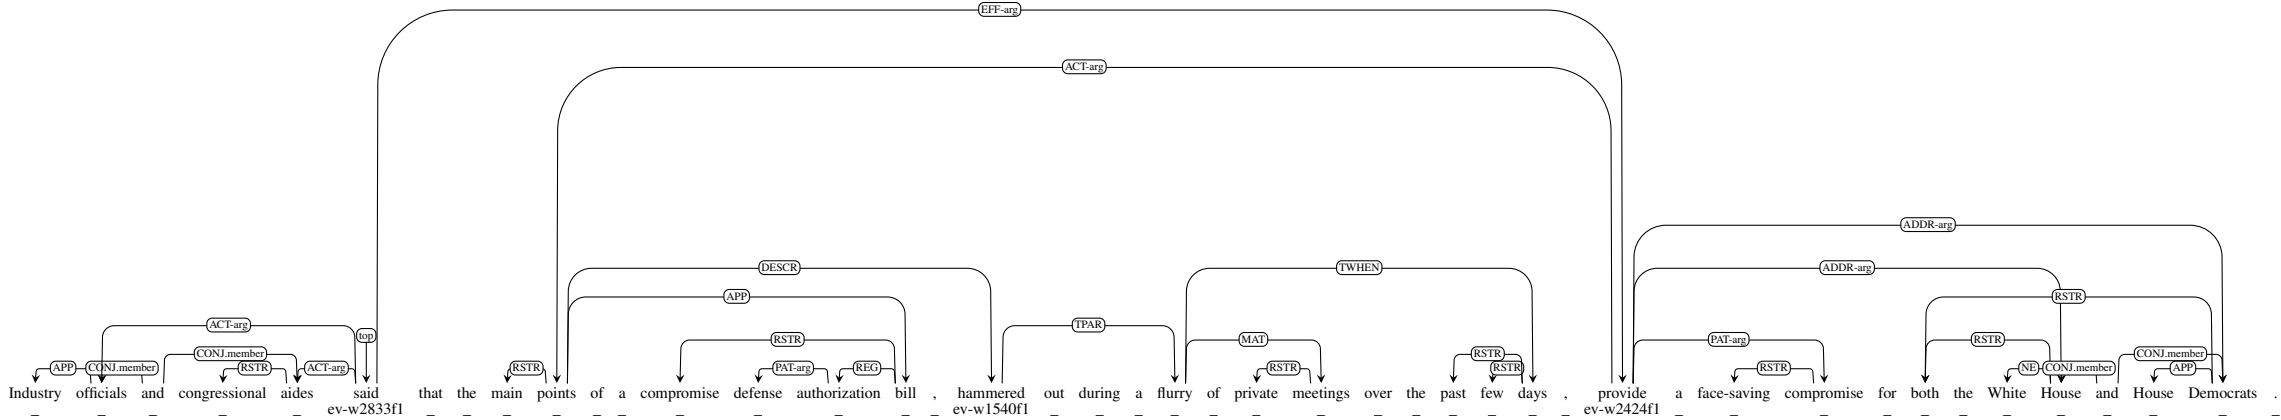 EFF-arg
ACT-arg
ADDR-arg
DESCR TWHEN ADDR-arg
APP RSTR
ACT-arg TPAR
top
RSTR MAT PAT-arg RSTR
CONJ.member RSTR CONJ.member
APP CONJ.member RSTR ACT-arg RSTR PAT-arg REG RSTR RSTR RSTR NE CONJ.member APP
Industry officials and congressional aides said that the main points of a compromise defense authorization bill , hammered out during a flurry of private meetings over the past few days , provide a face-saving compromise for both the White House and House Democrats .
ev-w2833f1 ev-w1540f1 ev-w2424f1
_ _ _ _ _ _ _ _ _ _ _ _ _ _ _ _ _ _ _ _ _ _ _ _ _ _ _ _ _ _ _ _ _ _ _ _ _ _ _ _ _ _ _ _